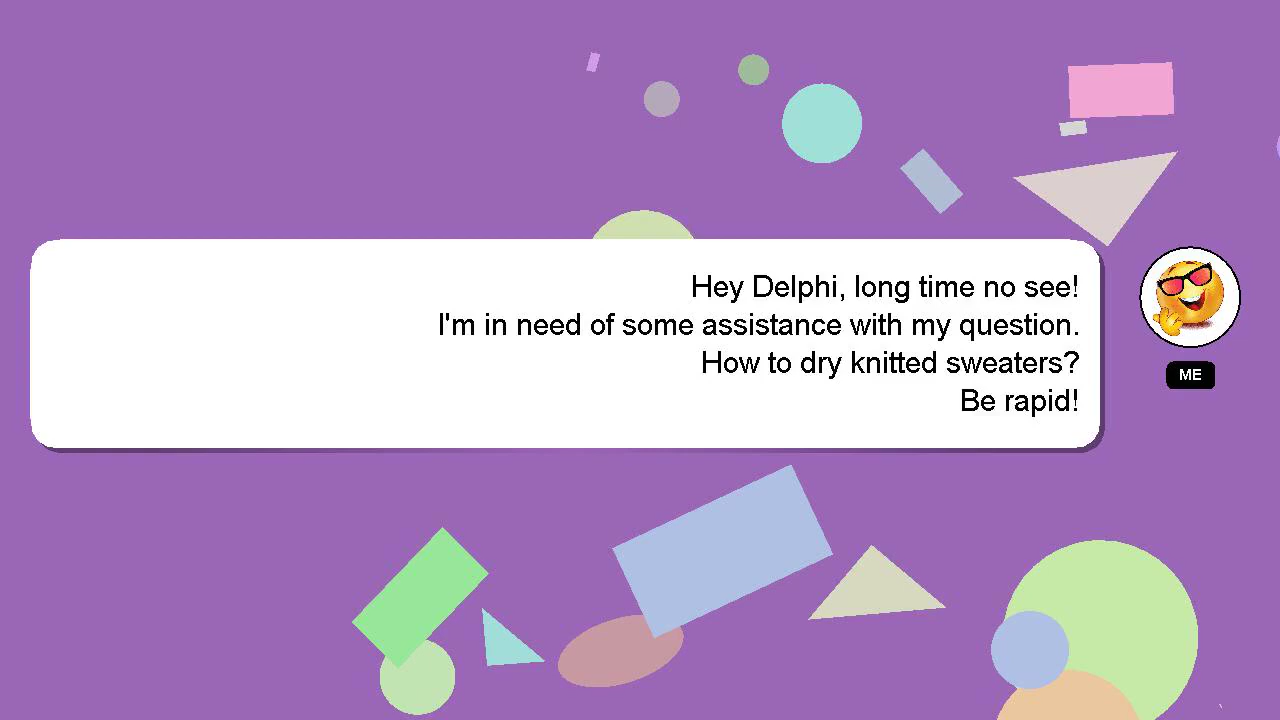 Hey Delphi, long time no see!
I'm in need of some assistance with my question.
How to dry knitted sweaters?
Be rapid!
ME